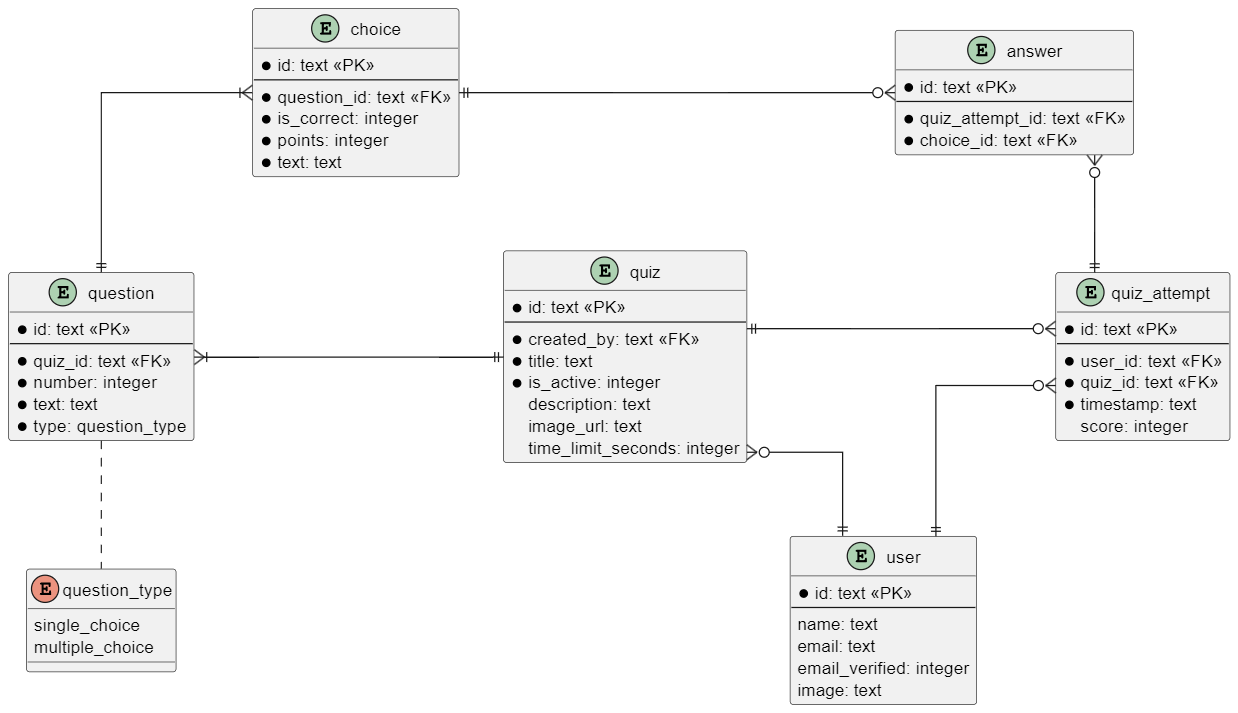 E choice
id: text «PK»
question_id: text «FK»
is_correct: integer
points: integer
text: text
E answer
id: text «PK»
quiz_attempt_id: text «FK»
choice_id: text «FK»
E question
id: text «PK»
quiz_id: text «FK»
number: integer
text: text
type: question_type
E quiz
id: text «PK»
created_by: text «FK»
title: text
is_active: integer
description: text
image_url: text
time_limit_seconds: integer
E quiz_attempt
id: text «PK»
user_id: text «FK»
quiz_id: text «FK»
timestamp: text
score: integer
E question_type
single_choice
multiple_choice
E user
id: text «PK»
name: text
email: text
email_verified: integer
image: text